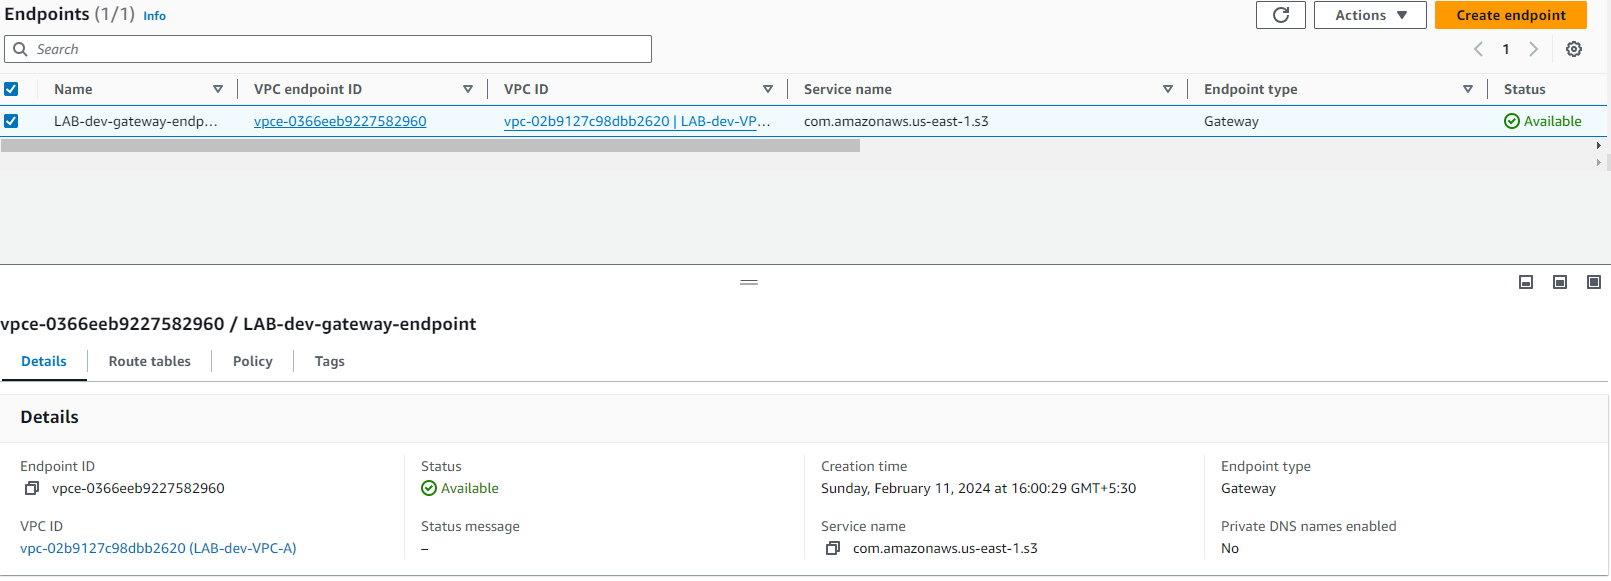 Endpoints (1/1) Info
Actions Create endpoint
Search
1
Name VPC endpoint ID VPC ID Service name Endpoint type Status
LAB-dev-gateway-endp... vpce-0366eeb9227582960 vpc-02b9127c98dbb2620 | LAB-dev-VP... com.amazonaws.us-east-1.s3 Gateway Available
vpce-0366eeb9227582960 / LAB-dev-gateway-endpoint
Details Route tables Policy Tags
Details
Endpoint ID Status Creation time Endpoint type
vpce-0366eeb9227582960 Available Sunday, February 11, 2024 at 16:00:29 GMT+5:30 Gateway
VPC ID Status message Service name Private DNS names enabled
vpc-02b9127c98dbb2620 (LAB-dev-VPC-A) – com.amazonaws.us-east-1.s3 No